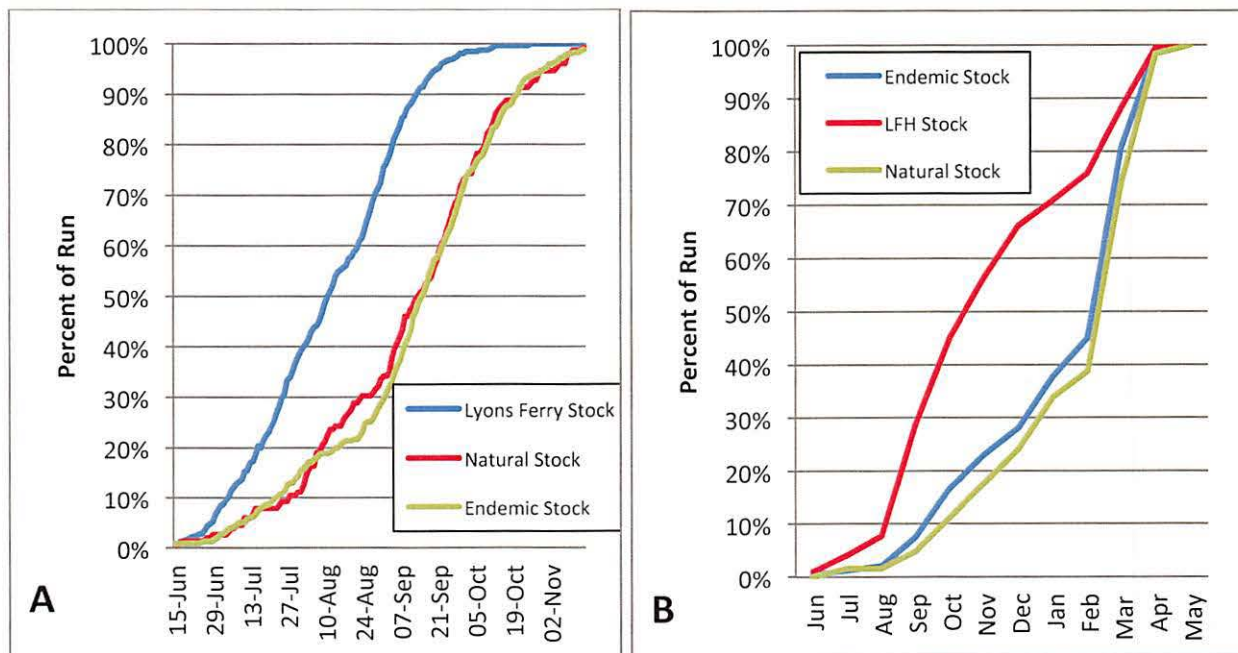 Percent of Run
100%
90%
80%
70%
60%
50%
40%
30%
20%
10%
0%
Lyons Ferry Stock
Natural Stock
Endemic Stock
15-Jun
29-Jun
13-Jul
27-Jul
10-Aug
24-Aug
07-Sep
21-Sep
05-Oct
19-Oct
02-Nov
A
Percent of Run
100%
90%
80%
70%
60%
50%
40%
30%
20%
10%
0%
Endemic Stock
LFH Stock
Natural Stock
Jun
Jul
Aug
Sep
Oct
Nov
Dec
Jan
Feb
Mar
Apr
May
B